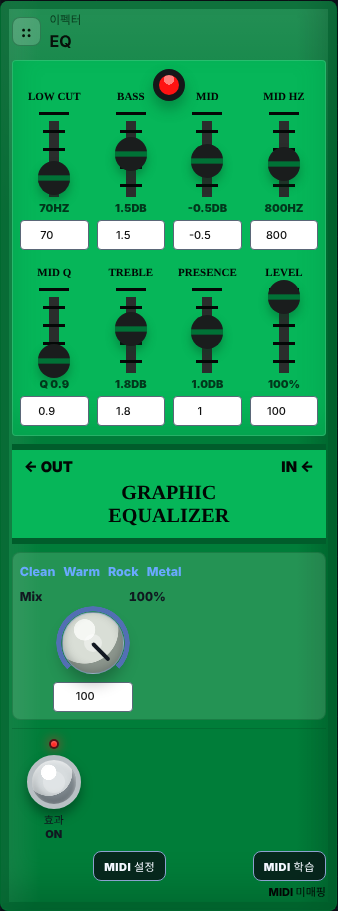 이펙터
EQ
LOW CUT BASS MID MID HZ
70HZ 1.5DB -0.5DB 800HZ
70 1.5 -0.5 800
MID Q TREBLE PRESENCE LEVEL
Q 0.9 1.8DB 1.0DB 100%
0.9 1.8 1 100
← OUT IN ←
GRAPHIC
EQUALIZER
Clean Warm Rock Metal
Mix 100%
100
효과
ON
MIDI 설정 MIDI 학습
MIDI 미매핑